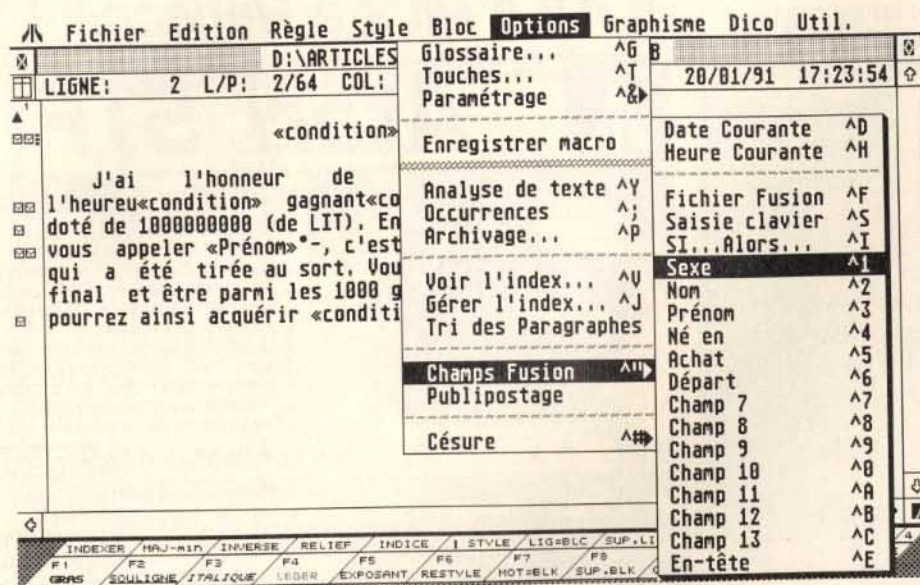 Fichier Edition Règle Style Bloc Options Graphisme Dico Util.
D:\ARTICLES B
LIGNE: 2 L/P: 2/64 COL: 20/01/91 17:23:54
1
«condition»
J'ai l'honneur de
l'heureu«condition» gagnant«co
doté de 1000000000 (de LIT). En
vous appeler «Prénom»*-, c'est
qui a été tirée au sort. Vou
final et être parmi les 1000 g
pourrez ainsi acquérir «conditi
Glossaire... ^G
Touches... ^T
Paramétrage ^&
Enregistrer macro
Analyse de texte ^Y
Occurrences ^;
Archivage... ^P
Voir l'index... ^V
Gérer l'index... ^J
Tri des Paragraphes
Champs Fusion ^"
Publipostage
Césure ^#
Date Courante ^D
Heure Courante ^H
Fichier Fusion ^F
Saisie clavier ^S
SI...Alors... ^I
Sexe ^1
Nom ^2
Prénom ^3
Né en ^4
Achat ^5
Départ ^6
Champ 7 ^7
Champ 8 ^8
Champ 9 ^9
Champ 10 ^0
Champ 11 ^A
Champ 12 ^B
Champ 13 ^C
En-tête ^E
INDEXER MAJ-min INVERSE RELIEF INDICE 1 STYLE LIG=BLC SUP.LI
F1 F2 F3 F4 F5 F6 F7 F8
GRAS SOULIGNE ITALIQUE LEGER EXPOSANT RESTYLE MOT=BLK SUP.BLK